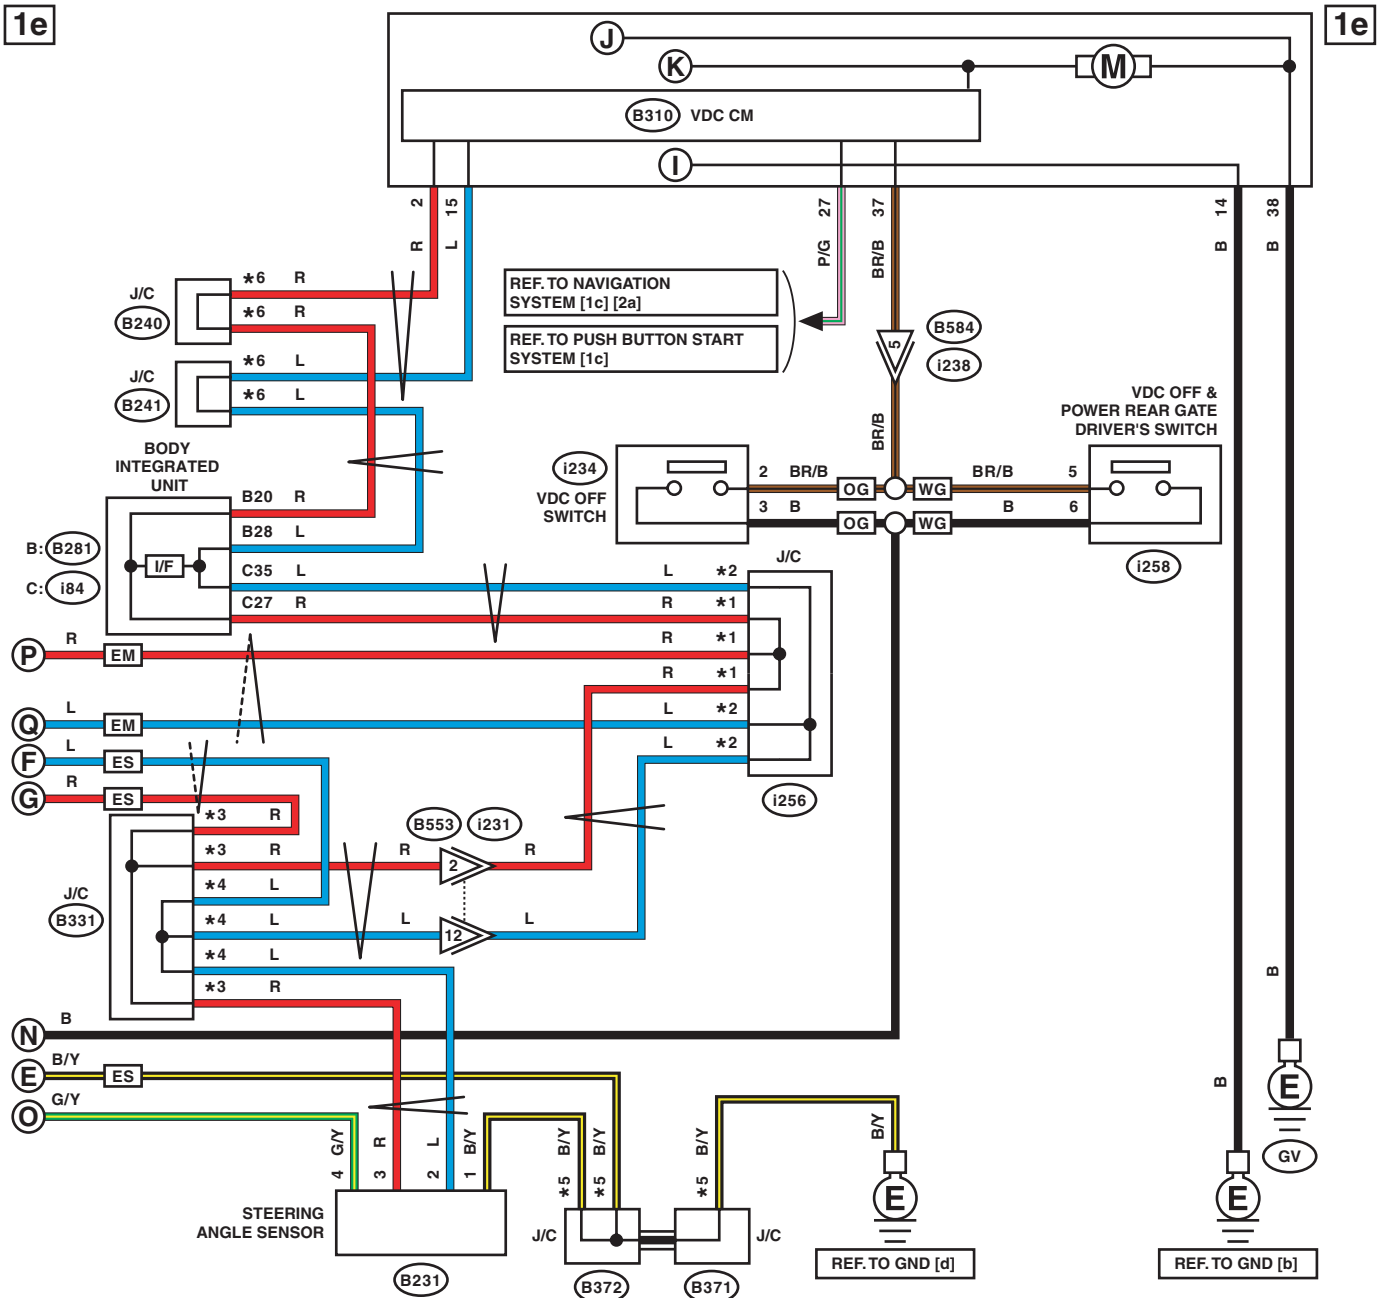 1e
1e
J
K
M
B310 VDC CM
I
2
15
27
37
14
38
R
L
P/G
BR/B
B
B
*6 R
J/C
B240
*6 R
REF. TO NAVIGATION
SYSTEM [1c] [2a]
REF. TO PUSH BUTTON START
SYSTEM [1c]
B584
5
i238
*6 L
J/C
B241
*6 L
BR/B
VDC OFF &
POWER REAR GATE
DRIVER'S SWITCH
BODY
INTEGRATED
UNIT
i234
VDC OFF
SWITCH
2 BR/B
OG
WG
BR/B 5
3 B
OG
WG
B 6
i258
B20 R
B28 L
B: B281
I/F
C: i84
C35 L
C27 R
J/C
L *2
R *1
R *1
R *1
L *2
L *2
i256
P
R
EM
Q
L
EM
F
L
ES
G
R
ES
*3 R
*3 R
*4 L
*4 L
*4 L
*3 R
J/C
B331
B553
i231
R
2
R
L
12
L
N
B
E
B/Y
ES
O
G/Y
4
G/Y
3
R
2
L
1
B/Y
STEERING
ANGLE SENSOR
B231
*5 B/Y
*5 B/Y
*5 B/Y
J/C
B372
J/C
B371
B/Y
E
REF. TO GND [d]
B
E
REF. TO GND [b]
B
E
GV